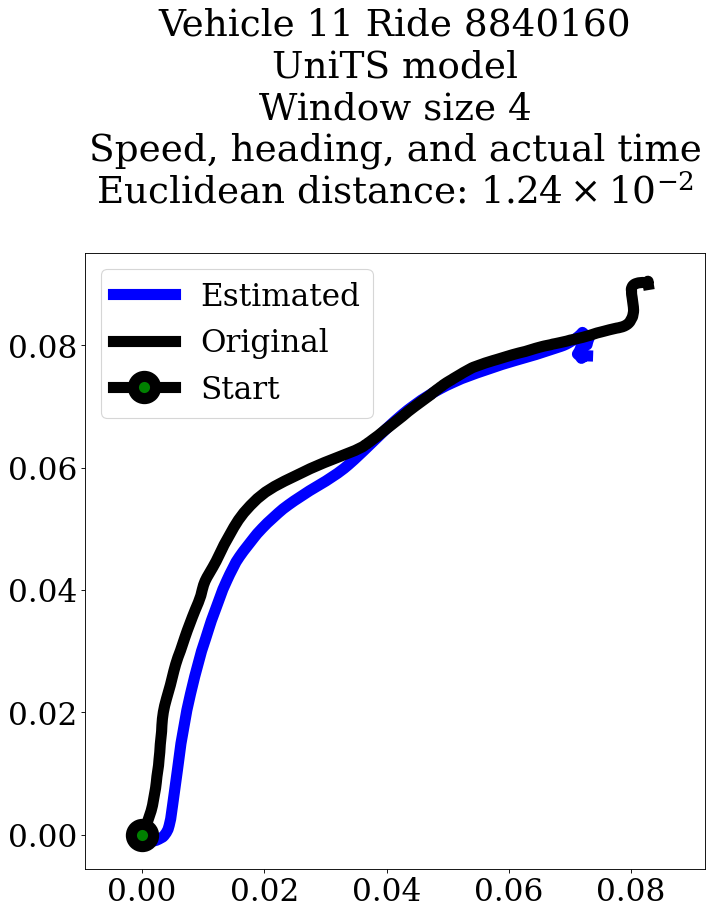 Vehicle 11 Ride 8840160
UniTS model
Window size 4
Speed, heading, and actual time
Euclidean distance: 1.24 × 10⁻²
Estimated
Original
Start
0.08
0.06
0.04
0.02
0.00
0.00 0.02 0.04 0.06 0.08